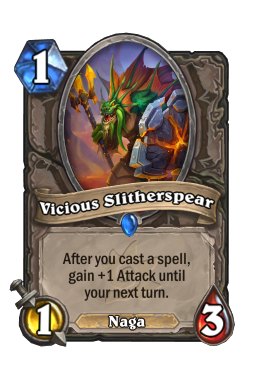 1
Vicious Slitherspear
After you cast a spell,
gain +1 Attack until
your next turn.
1
Naga
3